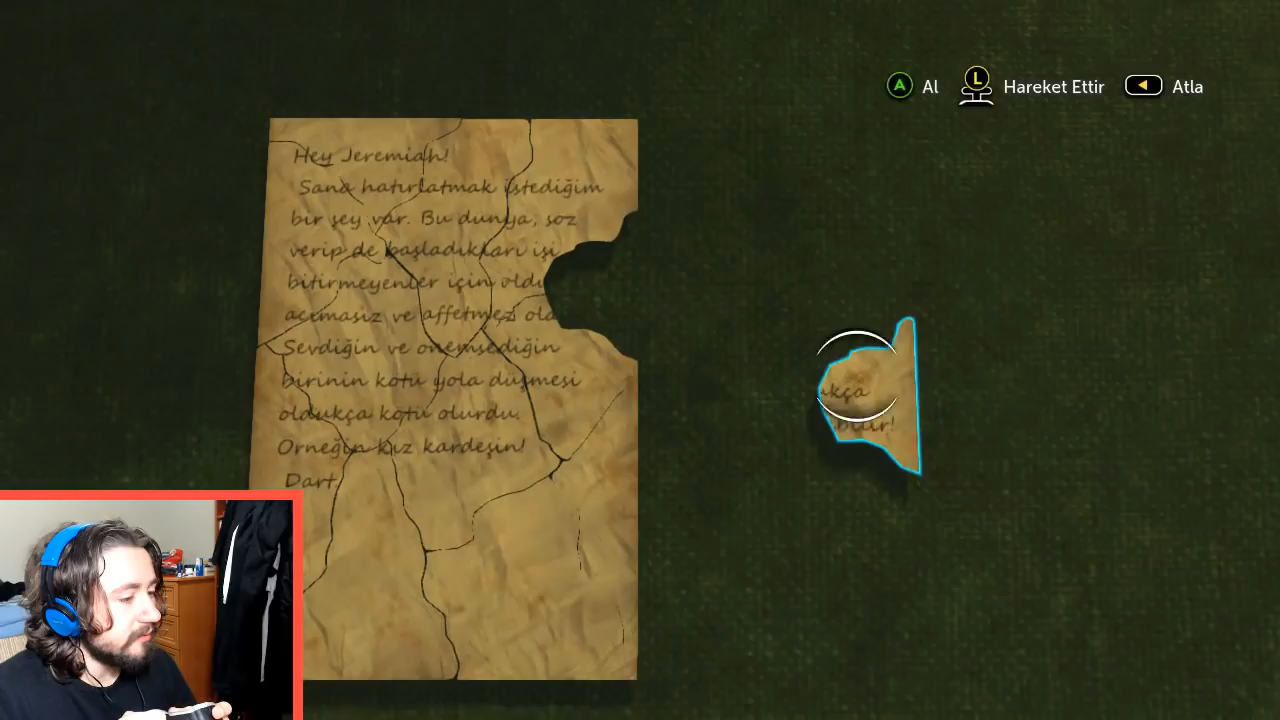 A Al L Hareket Ettir Atla
Hey Jeremiah!
Sana hatırlatmak istediğim
bir şey var. Bu dunya, soz
verip de başladıkları işi
bitirmeyenler için oldu
acımasız ve affetmez ola
Sevdiğin ve onemsediğin
birinin kotu yola duşmesi
oldukça kotu olurdu.
Orneğin kız kardeşin!
Dart.
ukça
bilir!